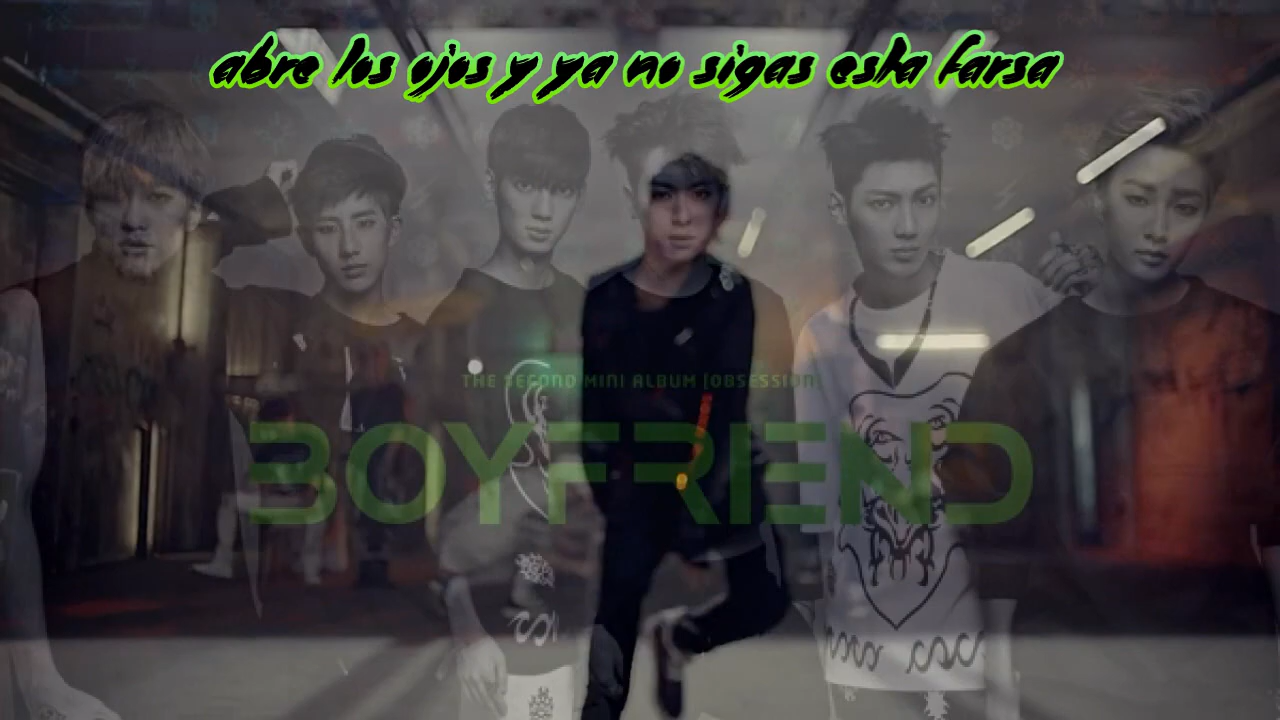 abre los ojos y ya no sigas esta farsa
THE SECOND MINI ALBUM [OBSESSION]
BOYFRIEND